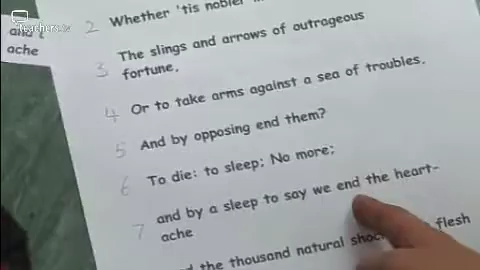 Teachers.tv
ache
2 Whether 'tis nobler
3 The slings and arrows of outrageous
fortune,
4 Or to take arms against a sea of troubles,
5 And by opposing end them?
6 To die: to sleep; No more;
7 and by a sleep to say we end the heart-
ache
the thousand natural flesh